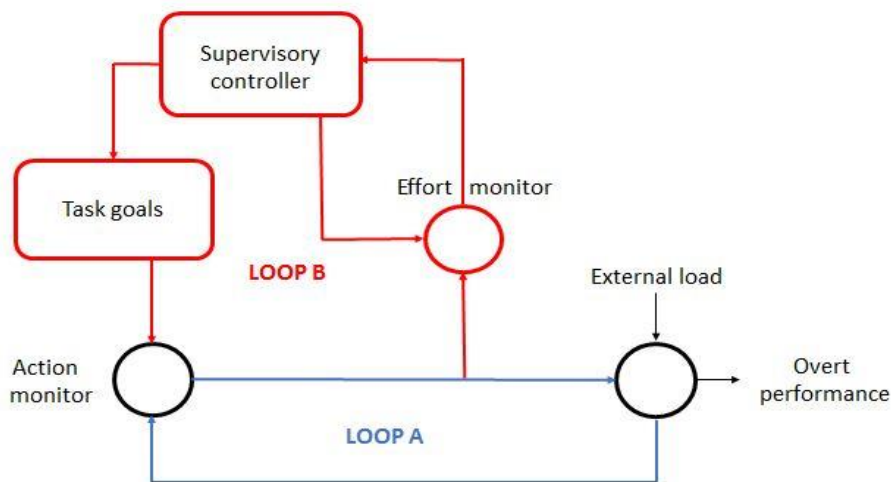 Supervisory
controller
Task goals
Effort monitor
LOOP B
External load
Action
monitor
Overt
performance
LOOP A